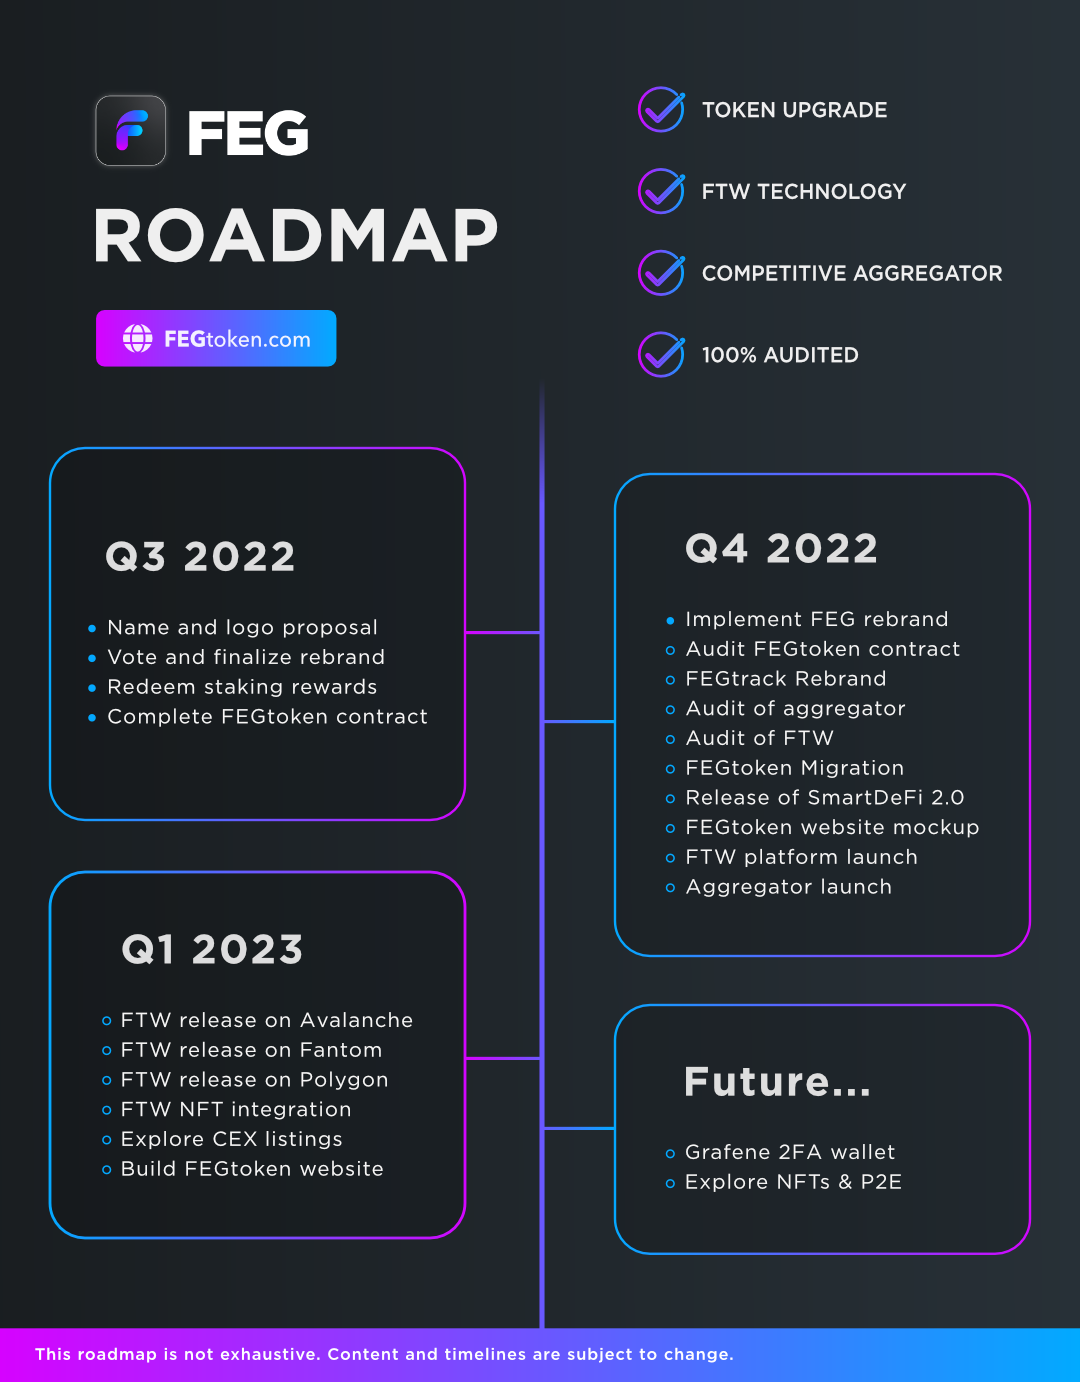 FEG
ROADMAP
FEGtoken.com
TOKEN UPGRADE
FTW TECHNOLOGY
COMPETITIVE AGGREGATOR
100% AUDITED
Q3 2022
Name and logo proposal
Vote and finalize rebrand
Redeem staking rewards
Complete FEGtoken contract
Q4 2022
Implement FEG rebrand
Audit FEGtoken contract
FEGtrack Rebrand
Audit of aggregator
Audit of FTW
FEGtoken Migration
Release of SmartDeFi 2.0
FEGtoken website mockup
FTW platform launch
Aggregator launch
Q1 2023
FTW release on Avalanche
FTW release on Fantom
FTW release on Polygon
FTW NFT integration
Explore CEX listings
Build FEGtoken website
Future...
Grafene 2FA wallet
Explore NFTs & P2E
This roadmap is not exhaustive. Content and timelines are subject to change.